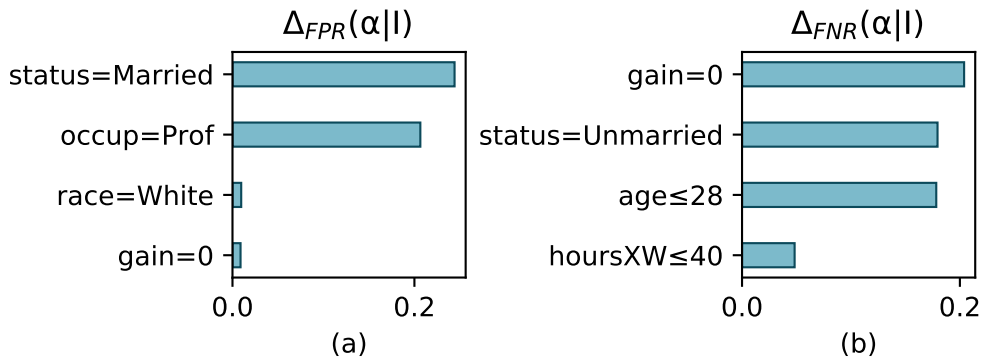 Δ_FPR(α|I)
status=Married
occup=Prof
race=White
gain=0
0.0 0.2
(a)
Δ_FNR(α|I)
gain=0
status=Unmarried
age≤28
hoursXW≤40
0.0 0.2
(b)